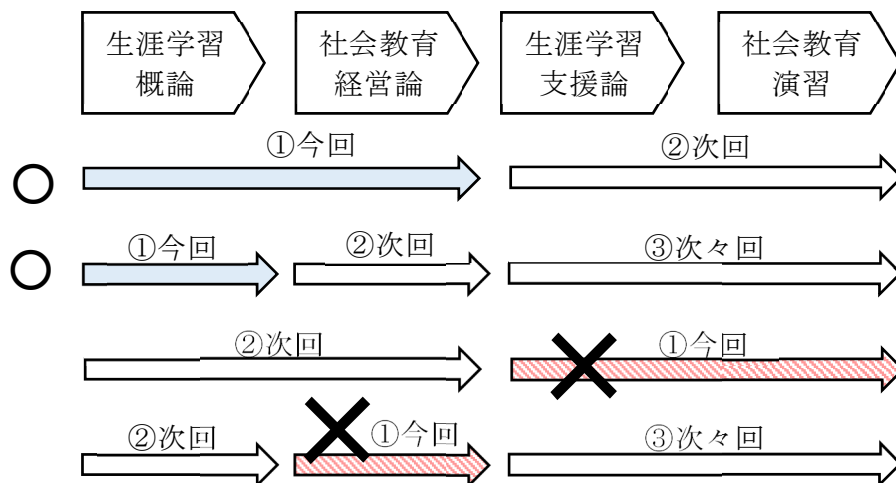 生涯学習
概論
社会教育
経営論
生涯学習
支援論
社会教育
演習
①今回
②次回
①今回
②次回
③次々回
②次回
①今回
②次回
①今回
③次々回